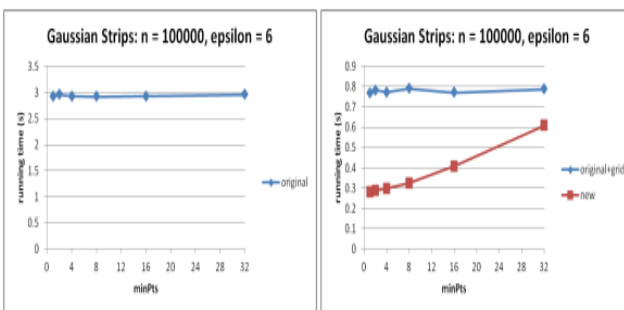 Gaussian Strips: n = 100000, epsilon = 6
3.5
3
2.5
2
1.5
1
0.5
0
running time (s)
0 4 8 12 16 20 24 28 32
minPts
original
Gaussian Strips: n = 100000, epsilon = 6
0.9
0.8
0.7
0.6
0.5
0.4
0.3
0.2
0.1
0
running time (s)
0 4 8 12 16 20 24 28 32
minPts
original+grid
new